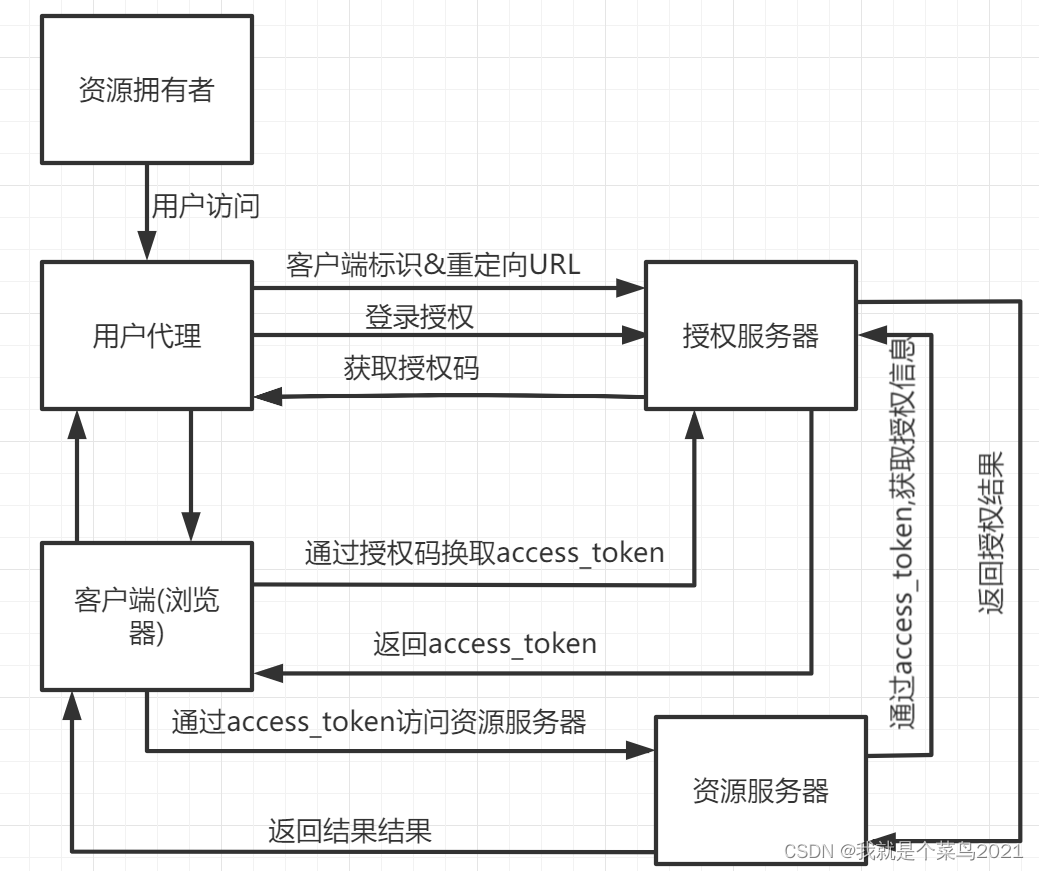 资源拥有者
用户访问
客户端标识&重定向URL
用户代理
登录授权
授权服务器
获取授权码
通过access_token,获取授权信息
返回授权结果
通过授权码换取access_token
客户端(浏览
器)
返回access_token
通过access_token访问资源服务器
资源服务器
返回结果结果
CSDN @我就是个菜鸟2021